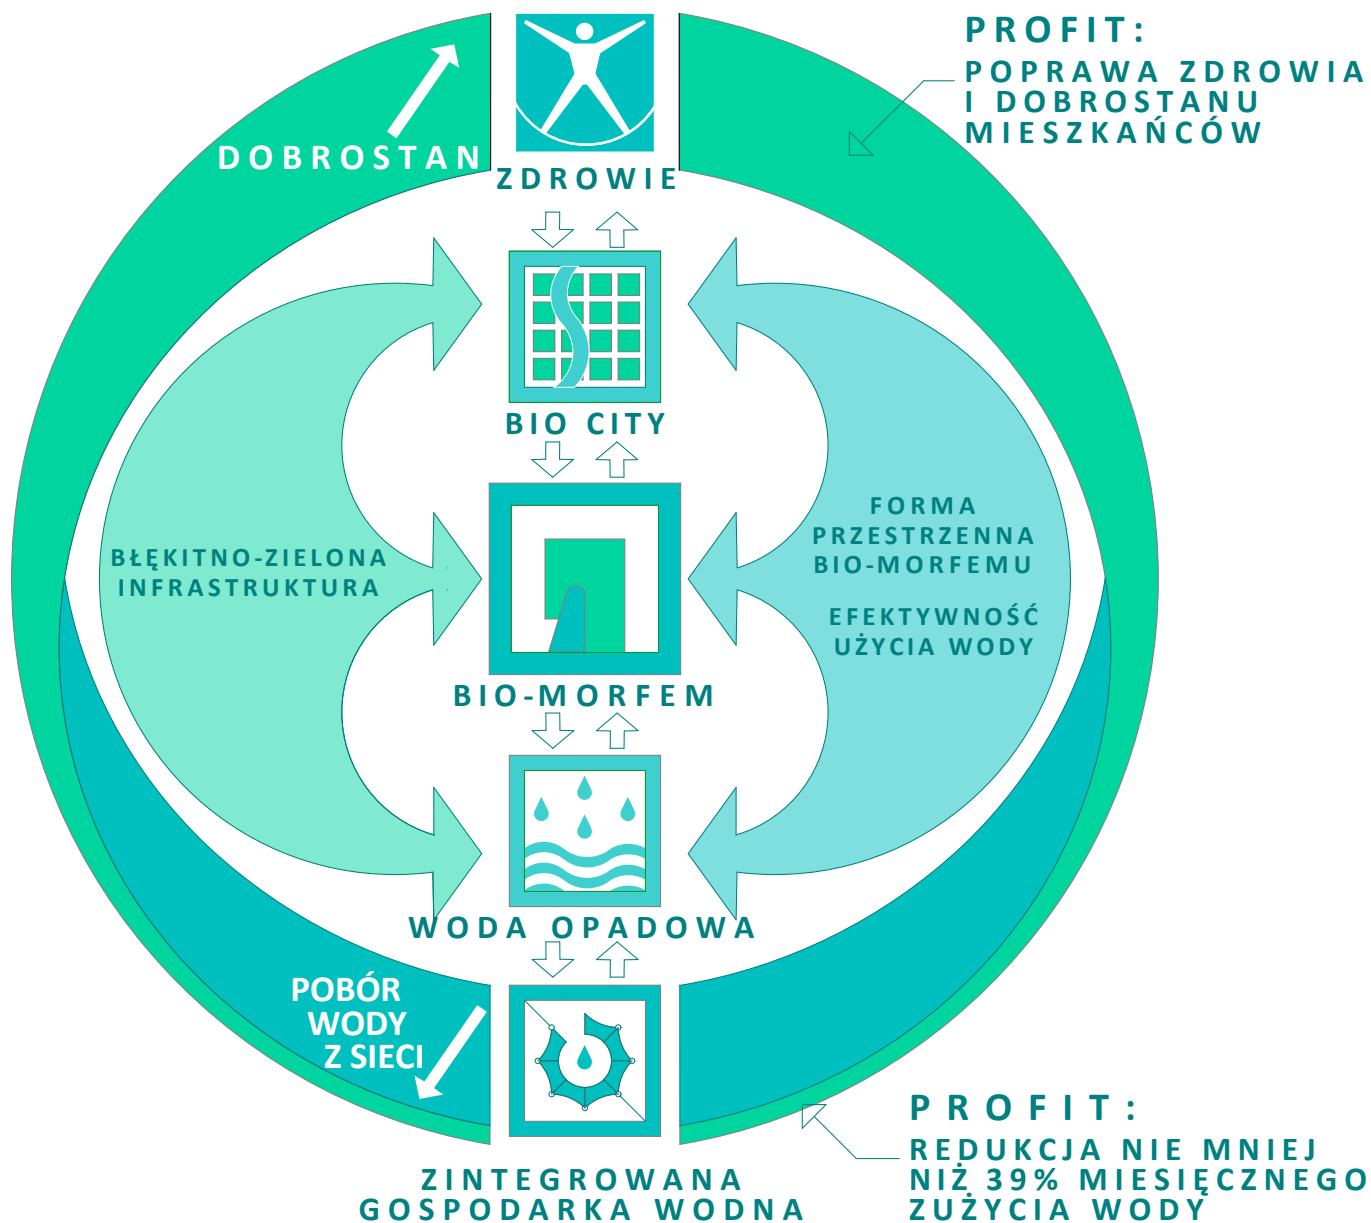 PROFIT:
POPRAWA ZDROWIA
I DOBROSTANU
MIESZKAŃCÓW
DOBROSTAN
ZDROWIE
BIO CITY
BŁĘKITNO-ZIELONA
INFRASTRUKTURA
FORMA
PRZESTRZENNA
BIO-MORFEMU
EFEKTYWNOŚĆ
UŻYCIA WODY
BIO-MORFEM
WODA OPADOWA
POBÓR
WODY
Z SIECI
ZINTEGROWANA
GOSPODARKA WODNA
PROFIT:
REDUKCJA NIE MNIEJ
NIŻ 39% MIESIĘCZNEGO
ZUŻYCIA WODY